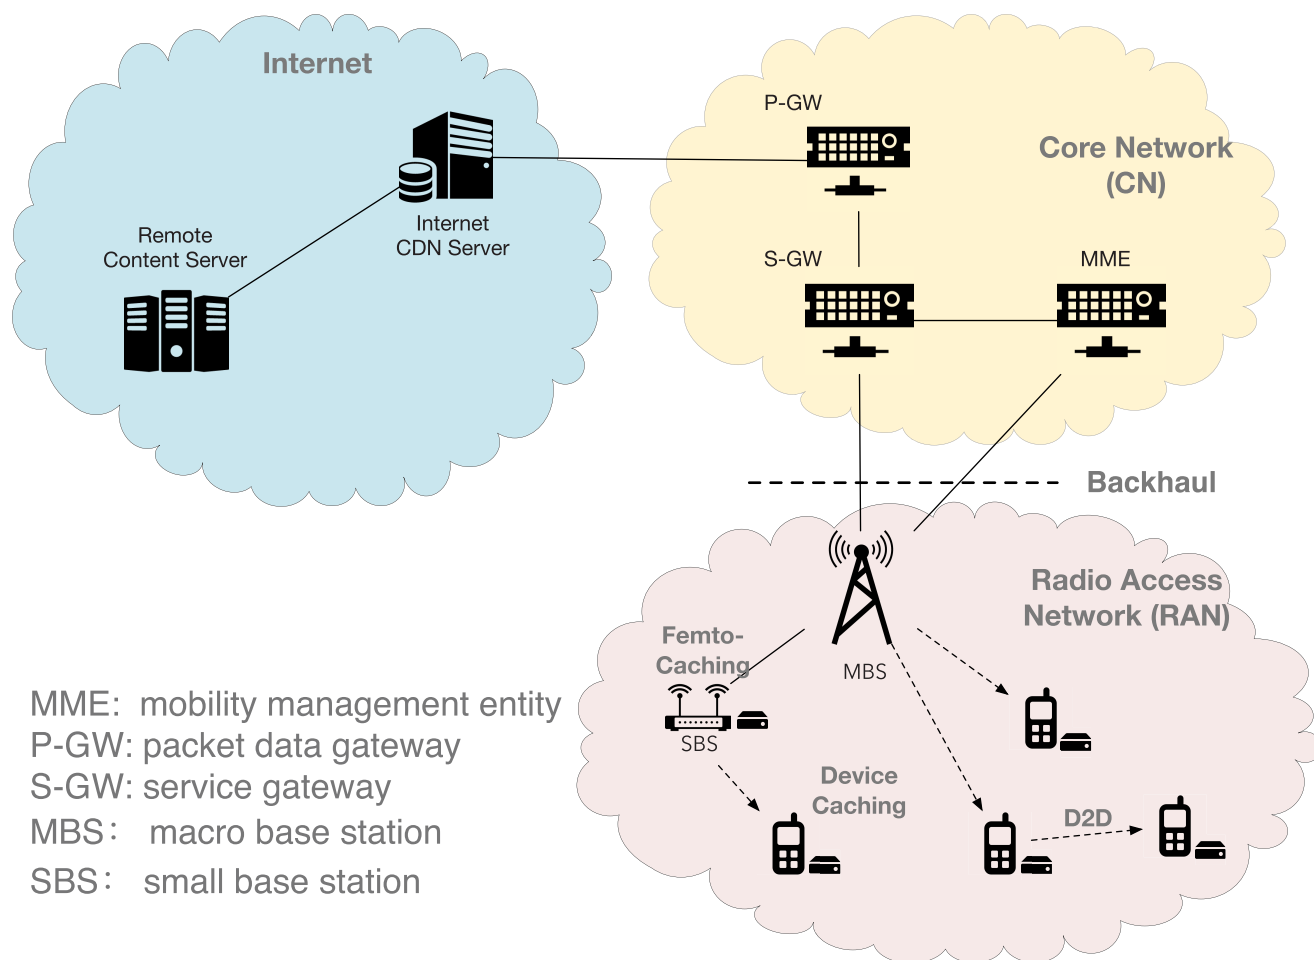 Internet
P-GW
Core Network
(CN)
Internet
CDN Server
Remote
Content Server
S-GW
MME
Backhaul
Radio Access
Network (RAN)
Femto-
Caching
MBS
SBS
Device
Caching
D2D
MME: mobility management entity
P-GW: packet data gateway
S-GW: service gateway
MBS: macro base station
SBS: small base station